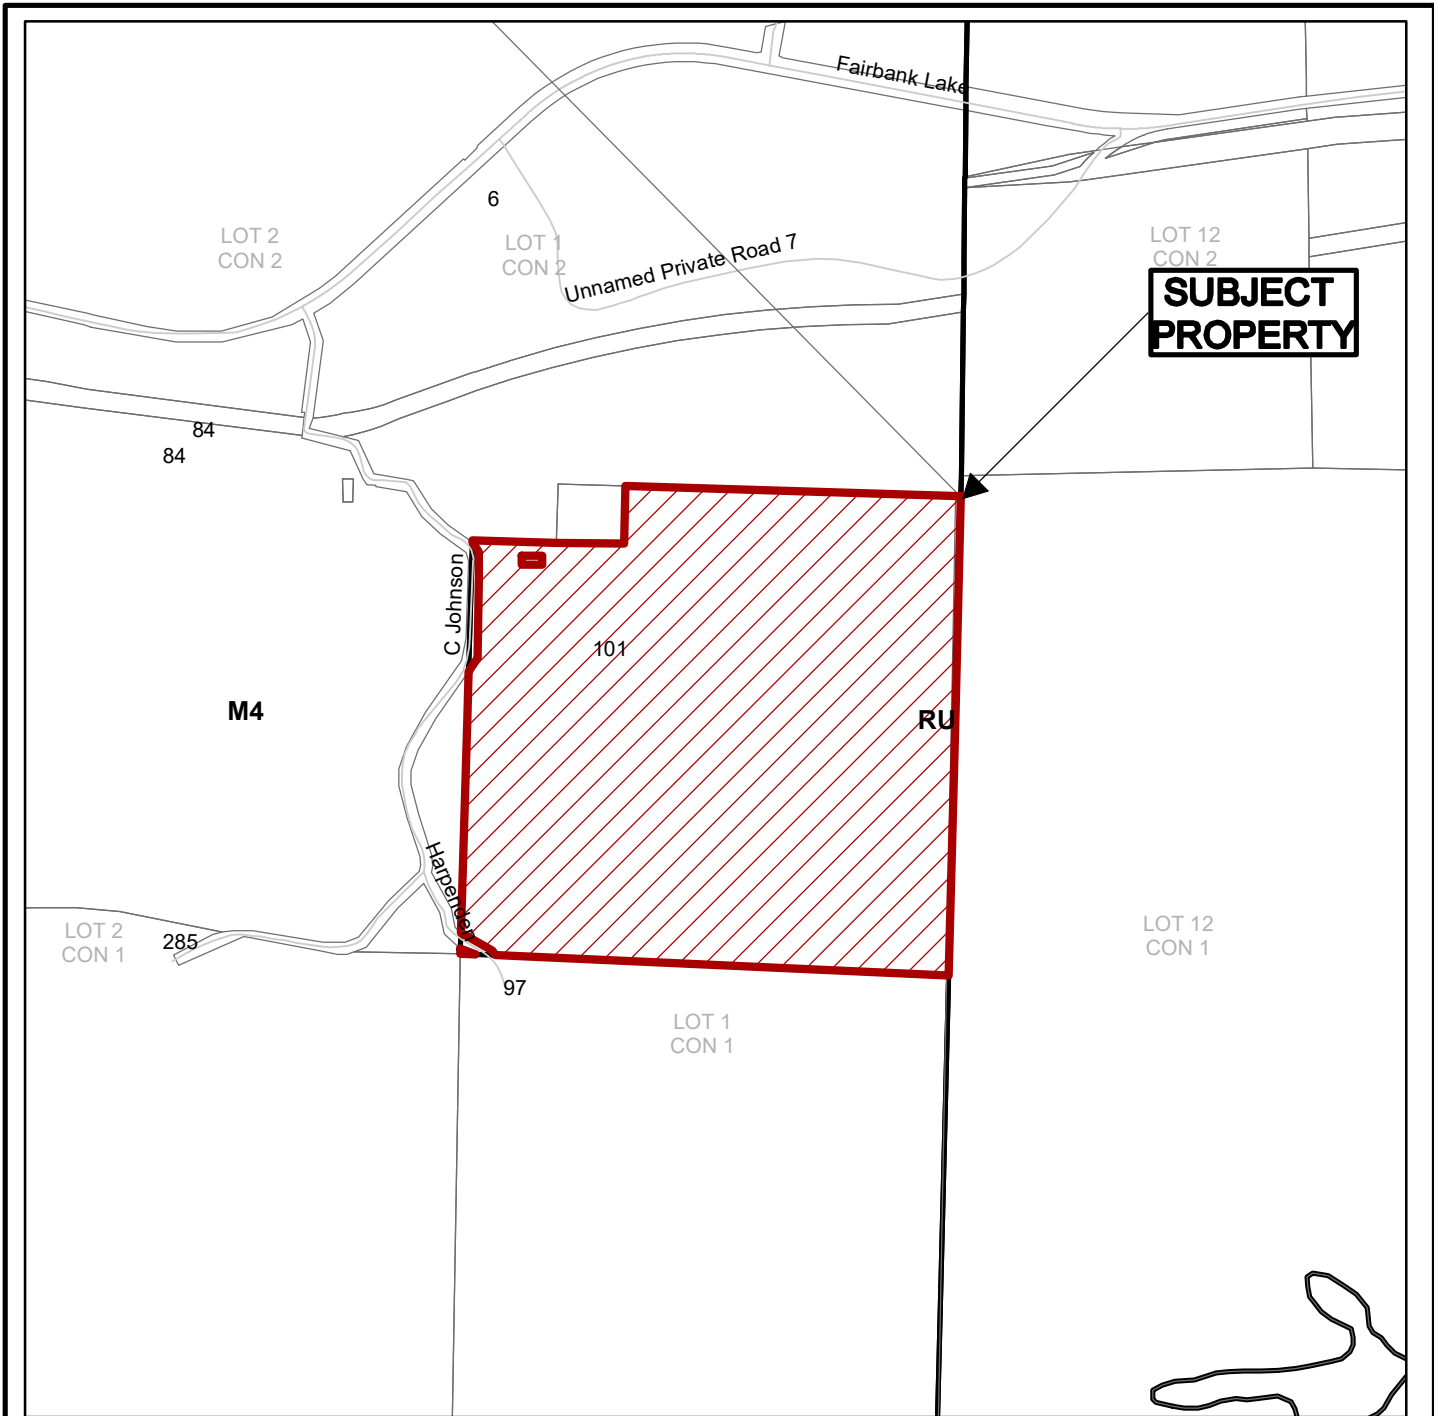 Fairbank Lake
6
LOT 2
CON 2
LOT 1
CON 2
Unnamed Private Road 7
LOT 12
CON 2
SUBJECT
PROPERTY
84
84
C Johnson
101
M4
RU
Harpenden
LOT 2
CON 1
285
97
LOT 12
CON 1
LOT 1
CON 1